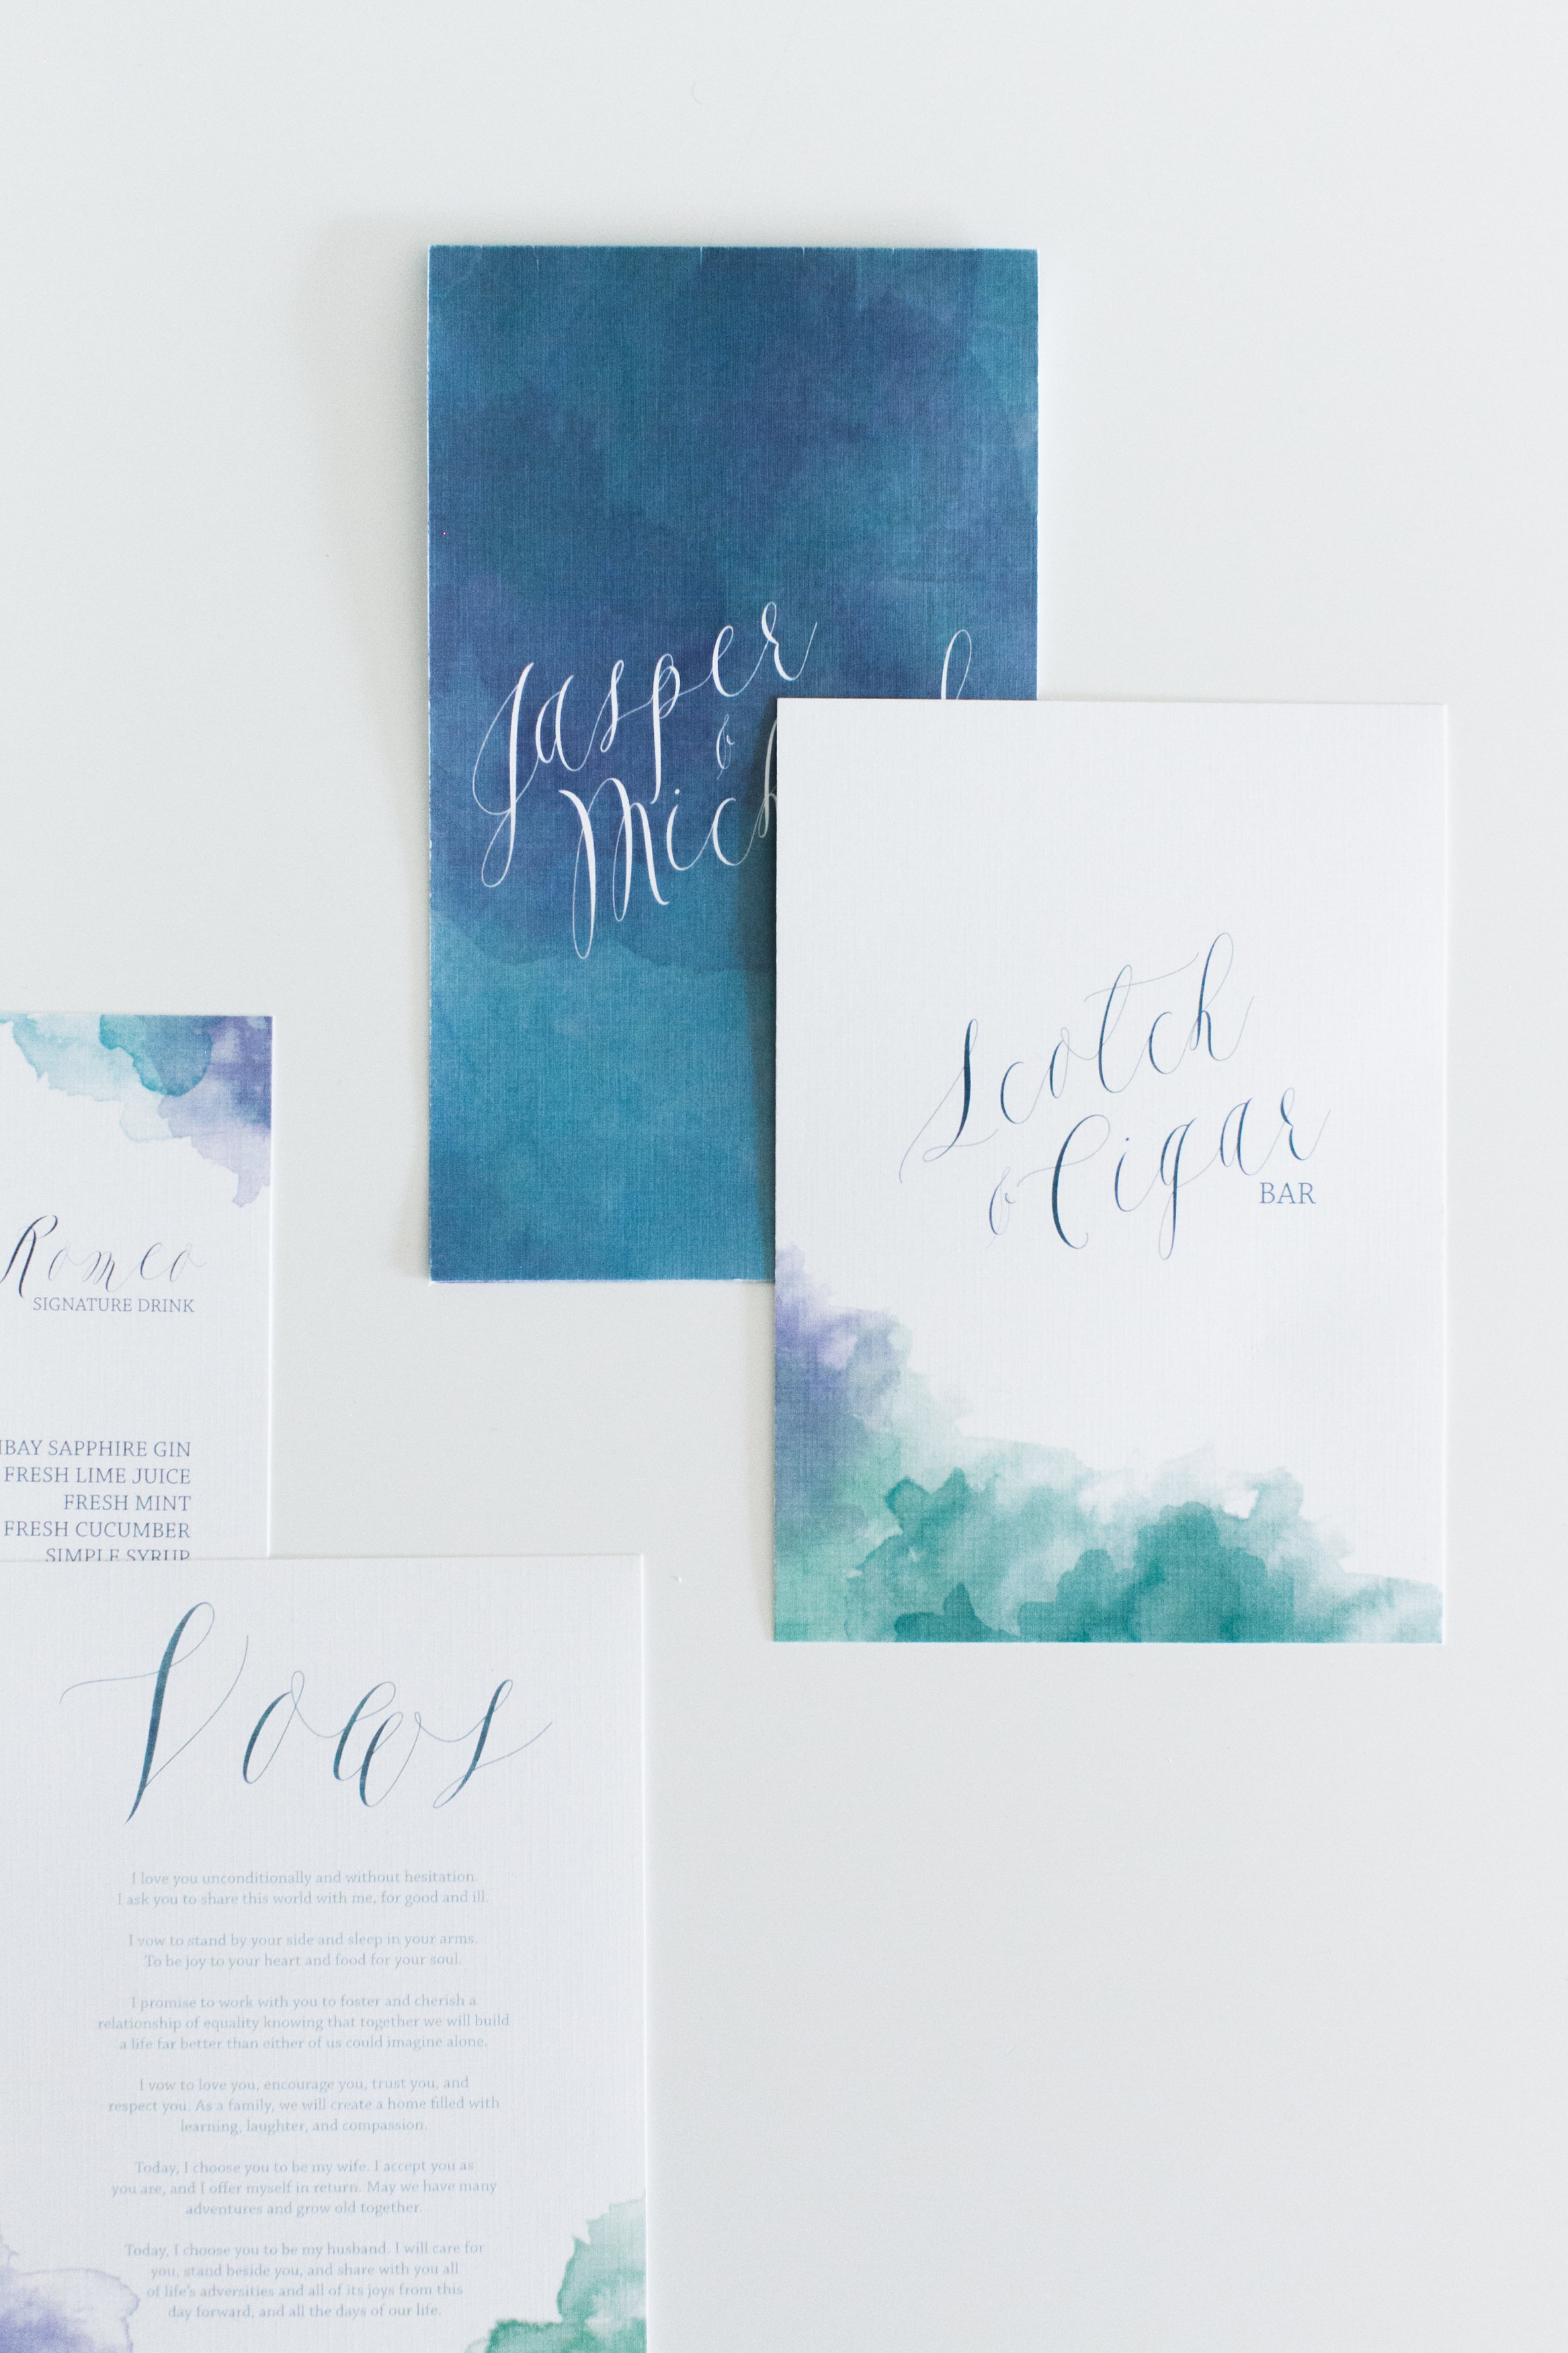 Jasper
&
Scotch
& Cigar
BAR
Romeo
SIGNATURE DRINK
SAPPHIRE GIN
FRESH LIME JUICE
FRESH MINT
FRESH CUCUMBER
SIMPLE SYRUP
Vows
I love you unconditionally and without hesitation.
I ask you to share this world with me, for good and ill.
I vow to stand by your side and sleep in your arms.
To be joy to your heart and food for your soul.
I promise to work with you to foster and cherish a
relationship of equality knowing that together we will build
a life far better than either of us could imagine alone.
I vow to love you, encourage you, trust you, and
respect you. As a family, we will create a home filled with
learning, laughter, and compassion.
Today, I choose you to be my wife. I accept you as
you are, and I offer myself in return. May we have many
adventures and grow old together.
Today, I choose you to be my husband. I will care for
you, stand beside you, and share with you all
of life's adversities and all of its joys from this
day forward, and all the days of our life.